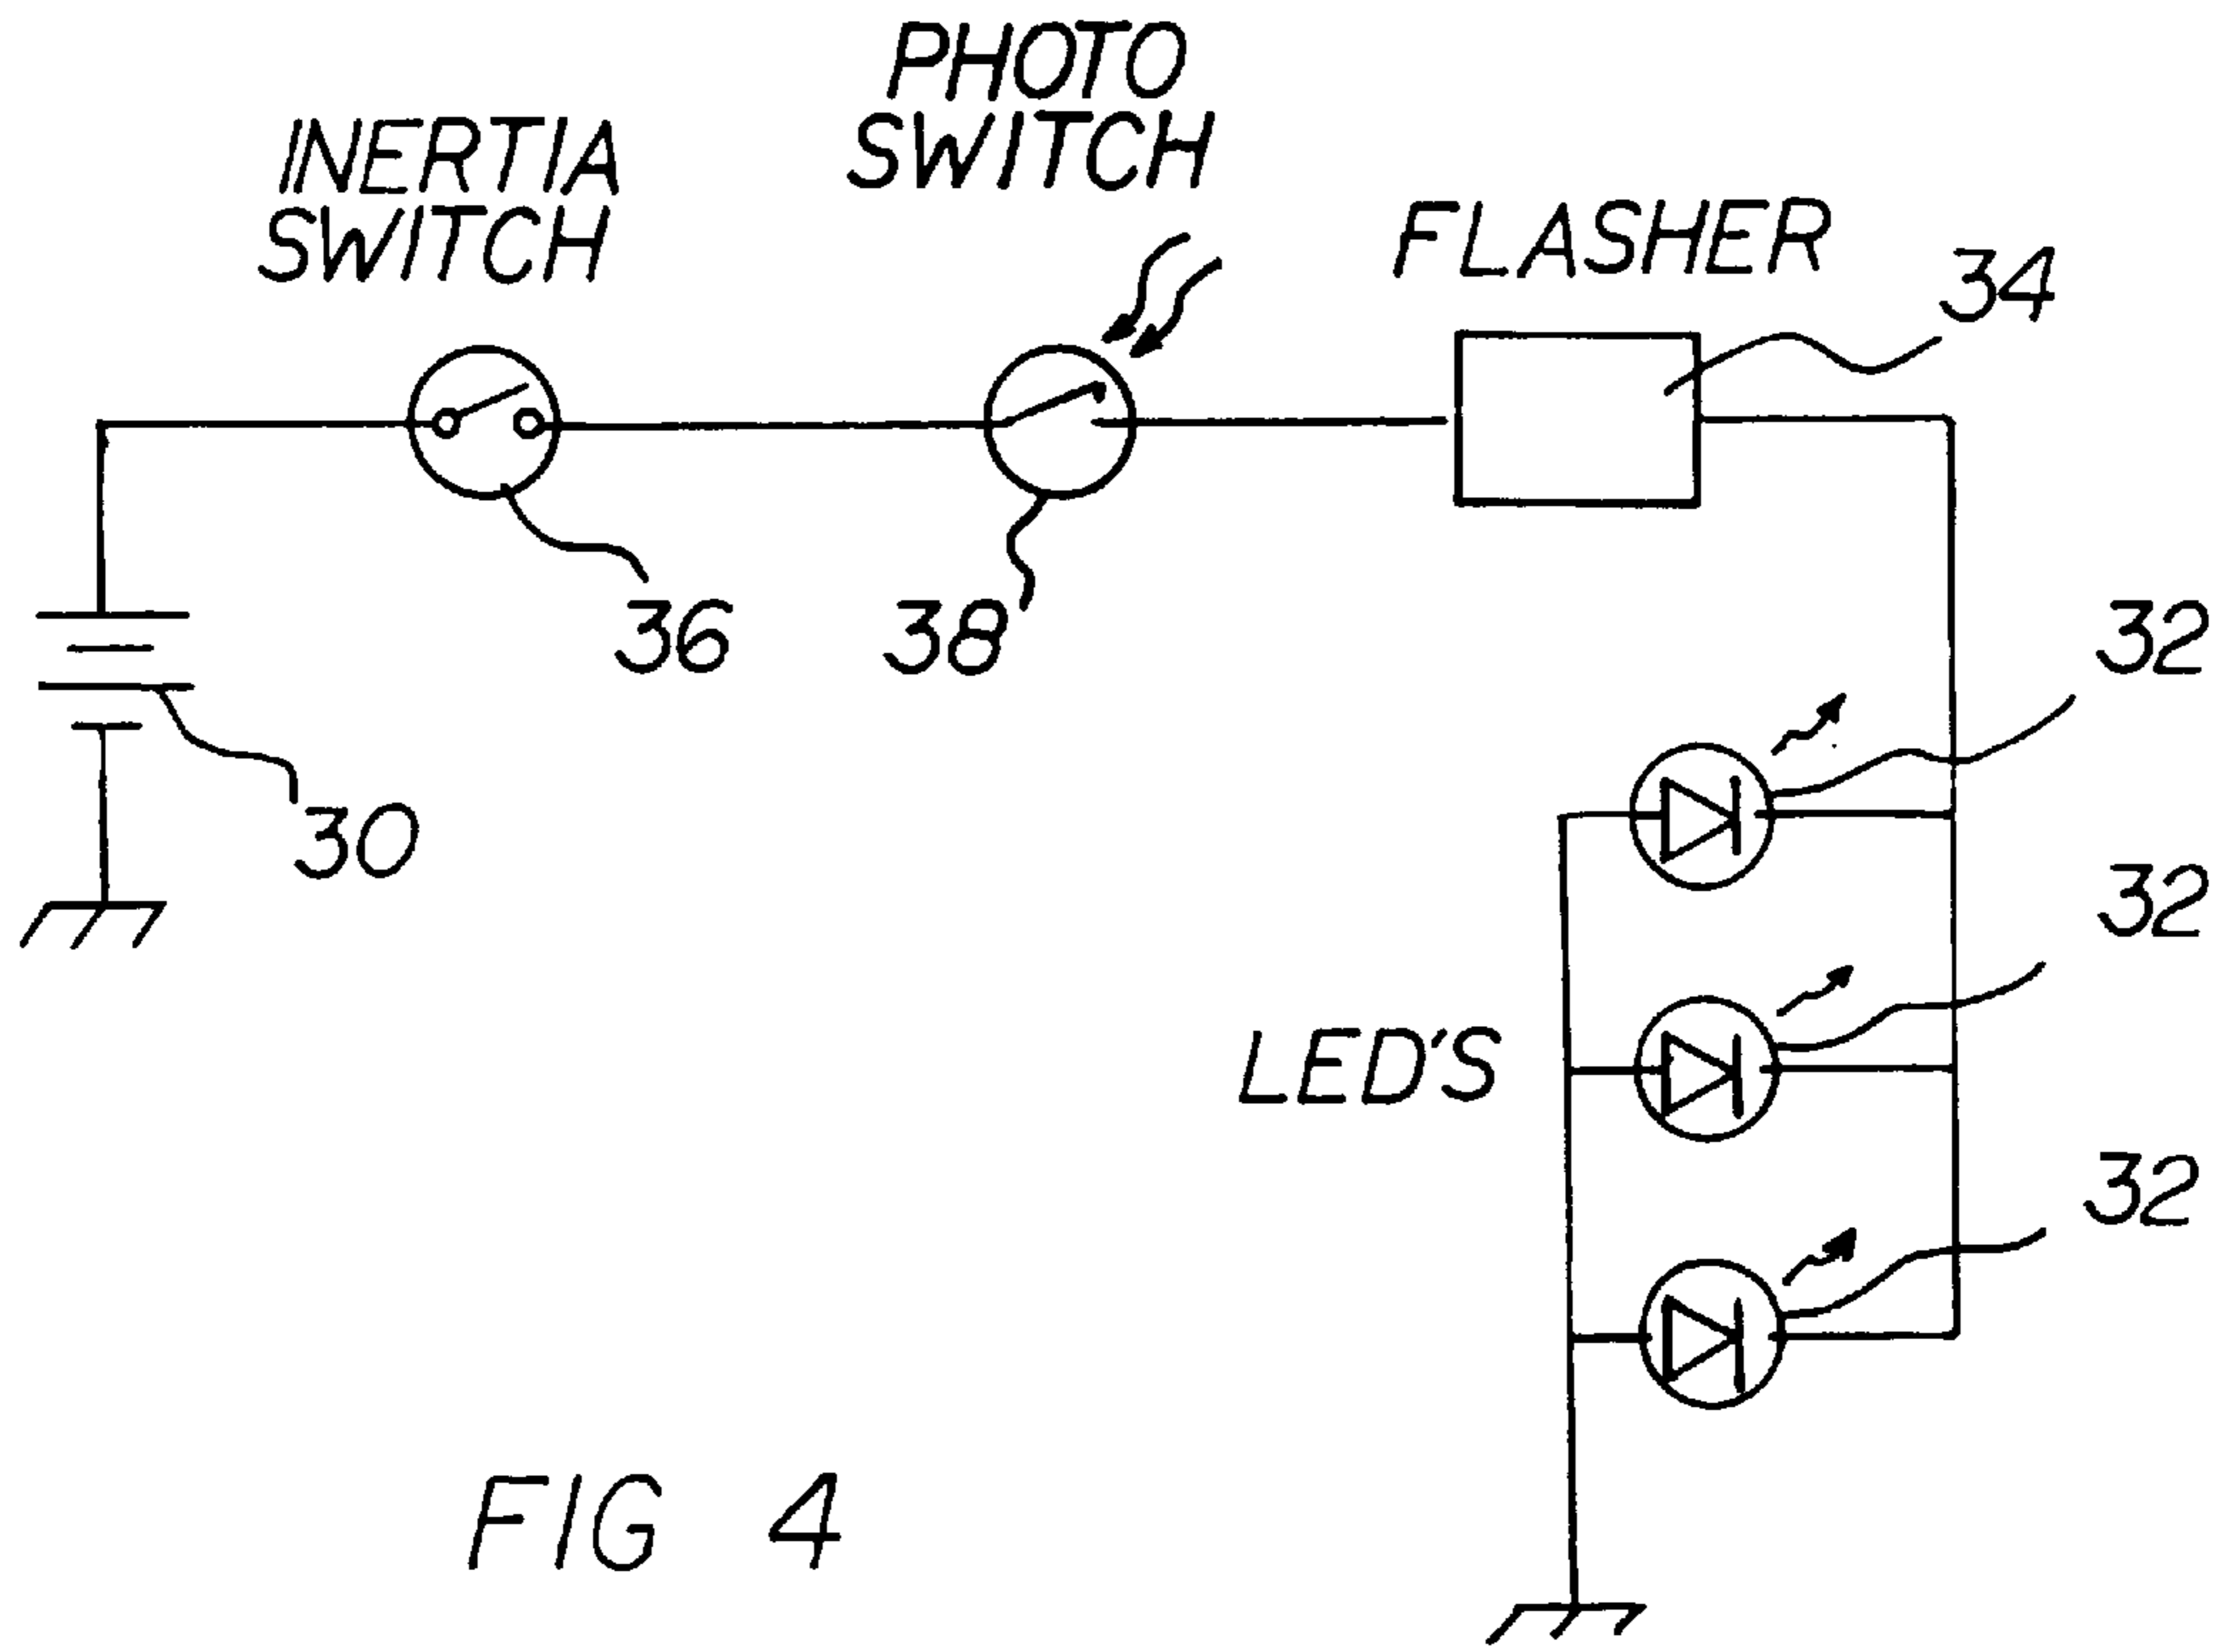 PHOTO
SWITCH
INERTIA
SWITCH
FLASHER
34
36
38
32
30
32
LED'S
32
FIG 4